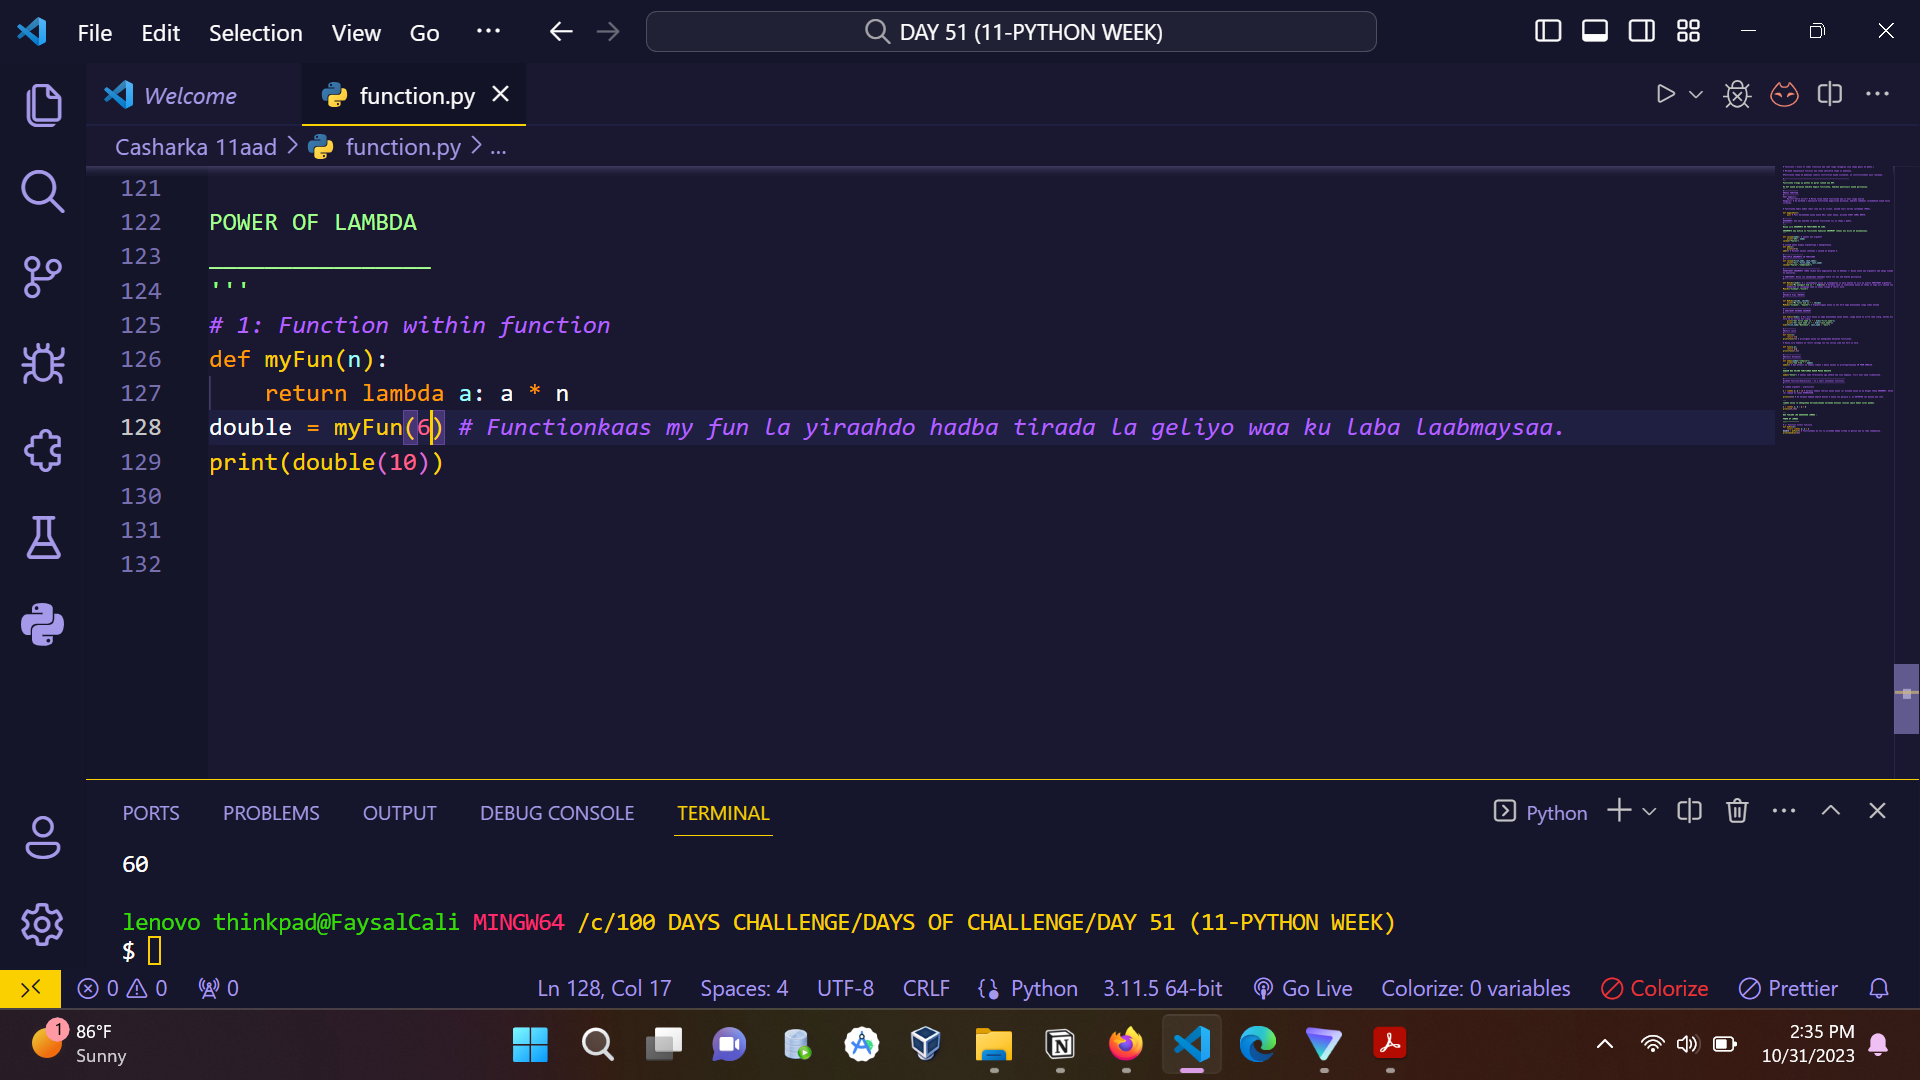 File Edit Selection View Go ... DAY 51 (11-PYTHON WEEK)
Welcome function.py
Casharka 11aad > function.py > ...
121
122 POWER OF LAMBDA
123 ________________
124 '''
125 # 1: Function within function
126 def myFun(n):
127 return lambda a: a * n
128 double = myFun(6) # Functionkaas my fun la yiraahdo hadba tirada la geliyo waa ku laba laabmaysaa.
129 print(double(10))
130
131
132
PORTS PROBLEMS OUTPUT DEBUG CONSOLE TERMINAL Python
60
lenovo thinkpad@FaysalCali MINGW64 /c/100 DAYS CHALLENGE/DAYS OF CHALLENGE/DAY 51 (11-PYTHON WEEK)
$
0 0 0 Ln 128, Col 17 Spaces: 4 UTF-8 CRLF Python 3.11.5 64-bit Go Live Colorize: 0 variables Colorize Prettier
1 86°F
Sunny
2:35 PM
10/31/2023